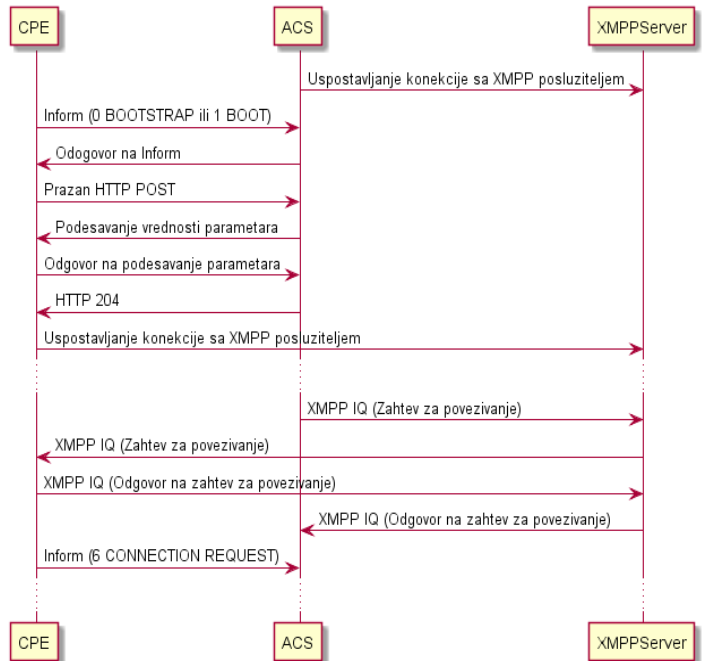 CPE
ACS
XMPPServer
Uspostavljanje konekcije sa XMPP posluziteljem
Inform (0 BOOTSTRAP ili 1 BOOT)
Odogovor na Inform
Prazan HTTP POST
Podesavanje vrednosti parametara
Odgovor na podesavanje parametara
HTTP 204
Uspostavljanje konekcije sa XMPP posluziteljem
XMPP IQ (Zahtev za povezivanje)
XMPP IQ (Zahtev za povezivanje)
XMPP IQ (Odgovor na zahtev za povezivanje)
XMPP IQ (Odgovor na zahtev za povezivanje)
Inform (6 CONNECTION REQUEST)
CPE
ACS
XMPPServer